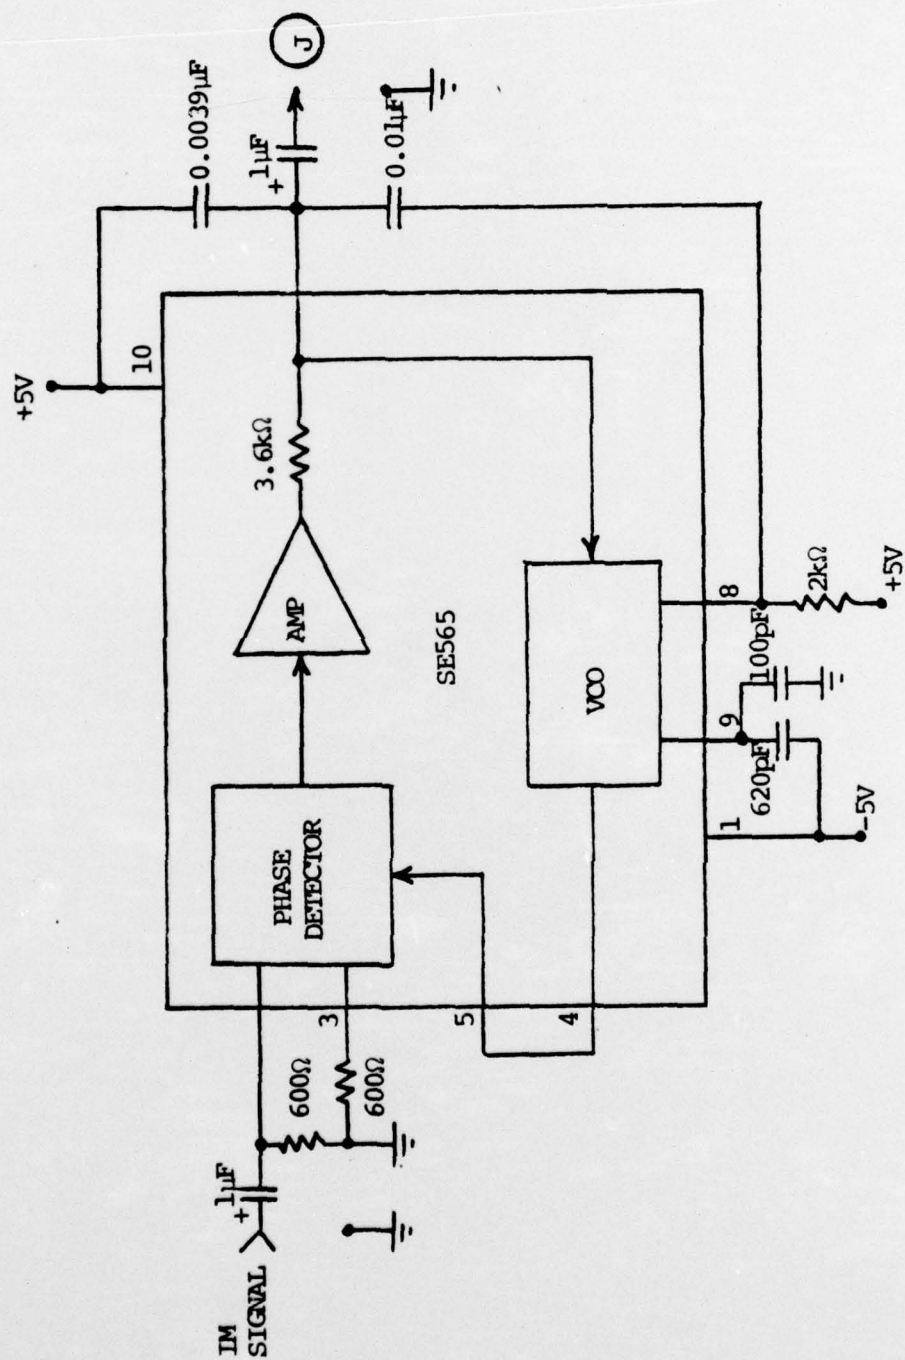 +5V
0.0039µF
10
1µF
+
J
3.6kΩ
0.01µF
IM
SIGNAL
1µF
+
600Ω
3
600Ω
PHASE
DETECTOR
AMP
SE565
5
4
VCO
9
8
1
620pF
100pF
2kΩ
-5V
+5V